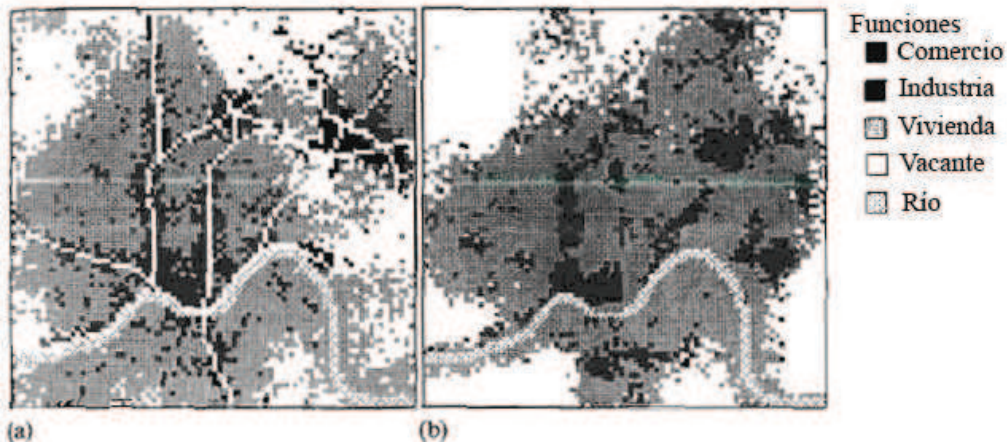 Funciones
Comercio
Industria
Vivienda
Vacante
Río
(a)
(b)